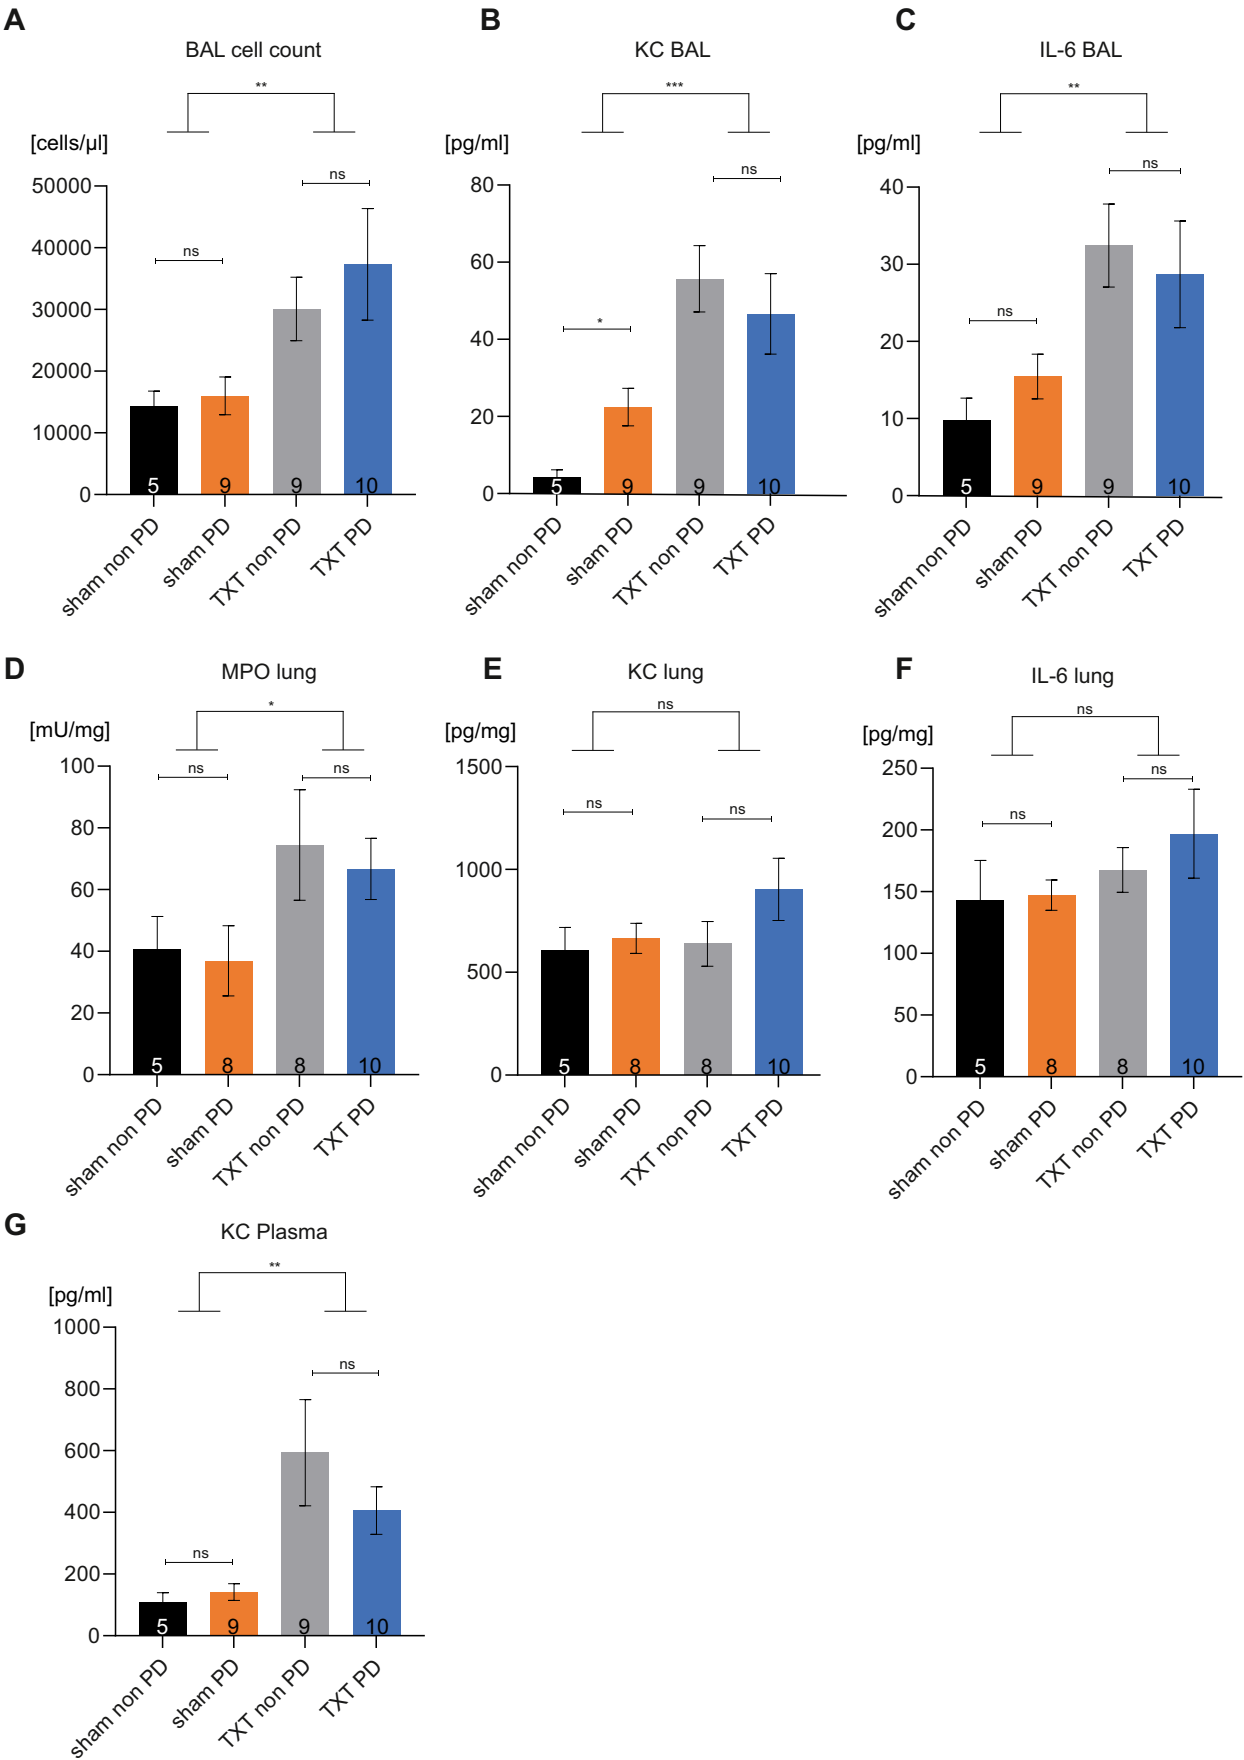 A
BAL cell count
**
[cells/µl]
50000
40000
30000
20000
10000
0
ns
ns
5
9
9
10
sham non PD
sham PD
TXT non PD
TXT PD
B
KC BAL
***
[pg/ml]
80
60
40
20
0
*
ns
5
9
9
10
sham non PD
sham PD
TXT non PD
TXT PD
C
IL-6 BAL
**
[pg/ml]
40
30
20
10
0
ns
ns
5
9
9
10
sham non PD
sham PD
TXT non PD
TXT PD
D
MPO lung
*
[mU/mg]
100
80
60
40
20
0
ns
ns
5
8
8
10
sham non PD
sham PD
TXT non PD
TXT PD
E
KC lung
ns
[pg/mg]
1500
1000
500
0
ns
ns
5
8
8
10
sham non PD
sham PD
TXT non PD
TXT PD
F
IL-6 lung
ns
[pg/mg]
250
200
150
100
50
0
ns
ns
5
8
8
10
sham non PD
sham PD
TXT non PD
TXT PD
G
KC Plasma
**
[pg/ml]
1000
800
600
400
200
0
ns
ns
5
9
9
10
sham non PD
sham PD
TXT non PD
TXT PD